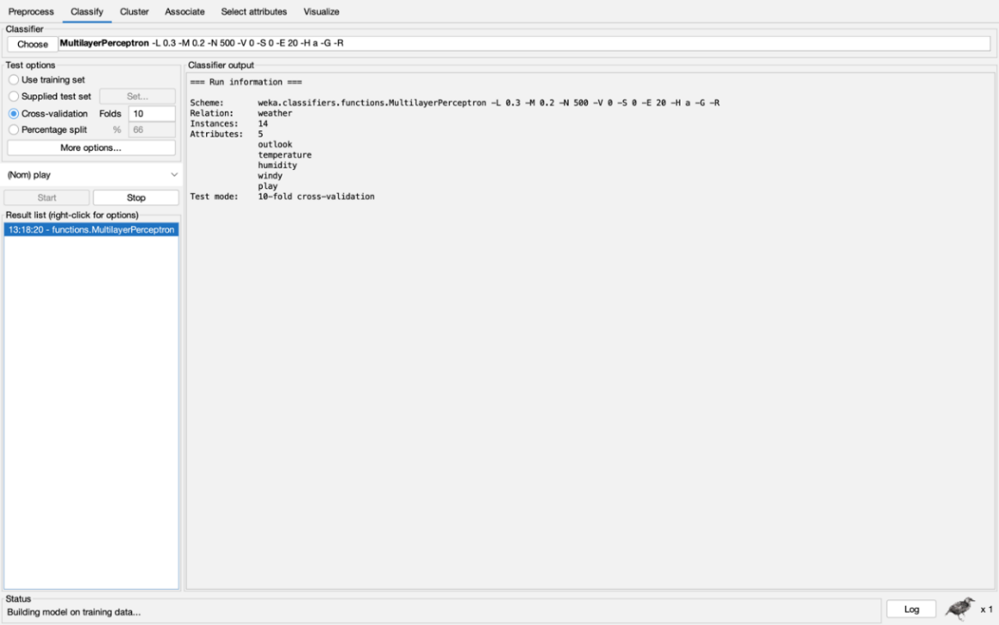 Preprocess Classify Cluster Associate Select attributes Visualize
Classifier
Choose MultilayerPerceptron -L 0.3 -M 0.2 -N 500 -V 0 -S 0 -E 20 -H a -G -R
Test options
Use training set
Supplied test set Set...
Cross-validation Folds 10
Percentage split % 66
More options...
(Nom) play
Start Stop
Result list (right-click for options)
13:18:20 - functions.MultilayerPerceptron
Classifier output
=== Run information ===
Scheme: weka.classifiers.functions.MultilayerPerceptron -L 0.3 -M 0.2 -N 500 -V 0 -S 0 -E 20 -H a -G -R
Relation: weather
Instances: 14
Attributes: 5
outlook
temperature
humidity
windy
play
Test mode: 10-fold cross-validation
Status
Building model on training data...
Log x 1